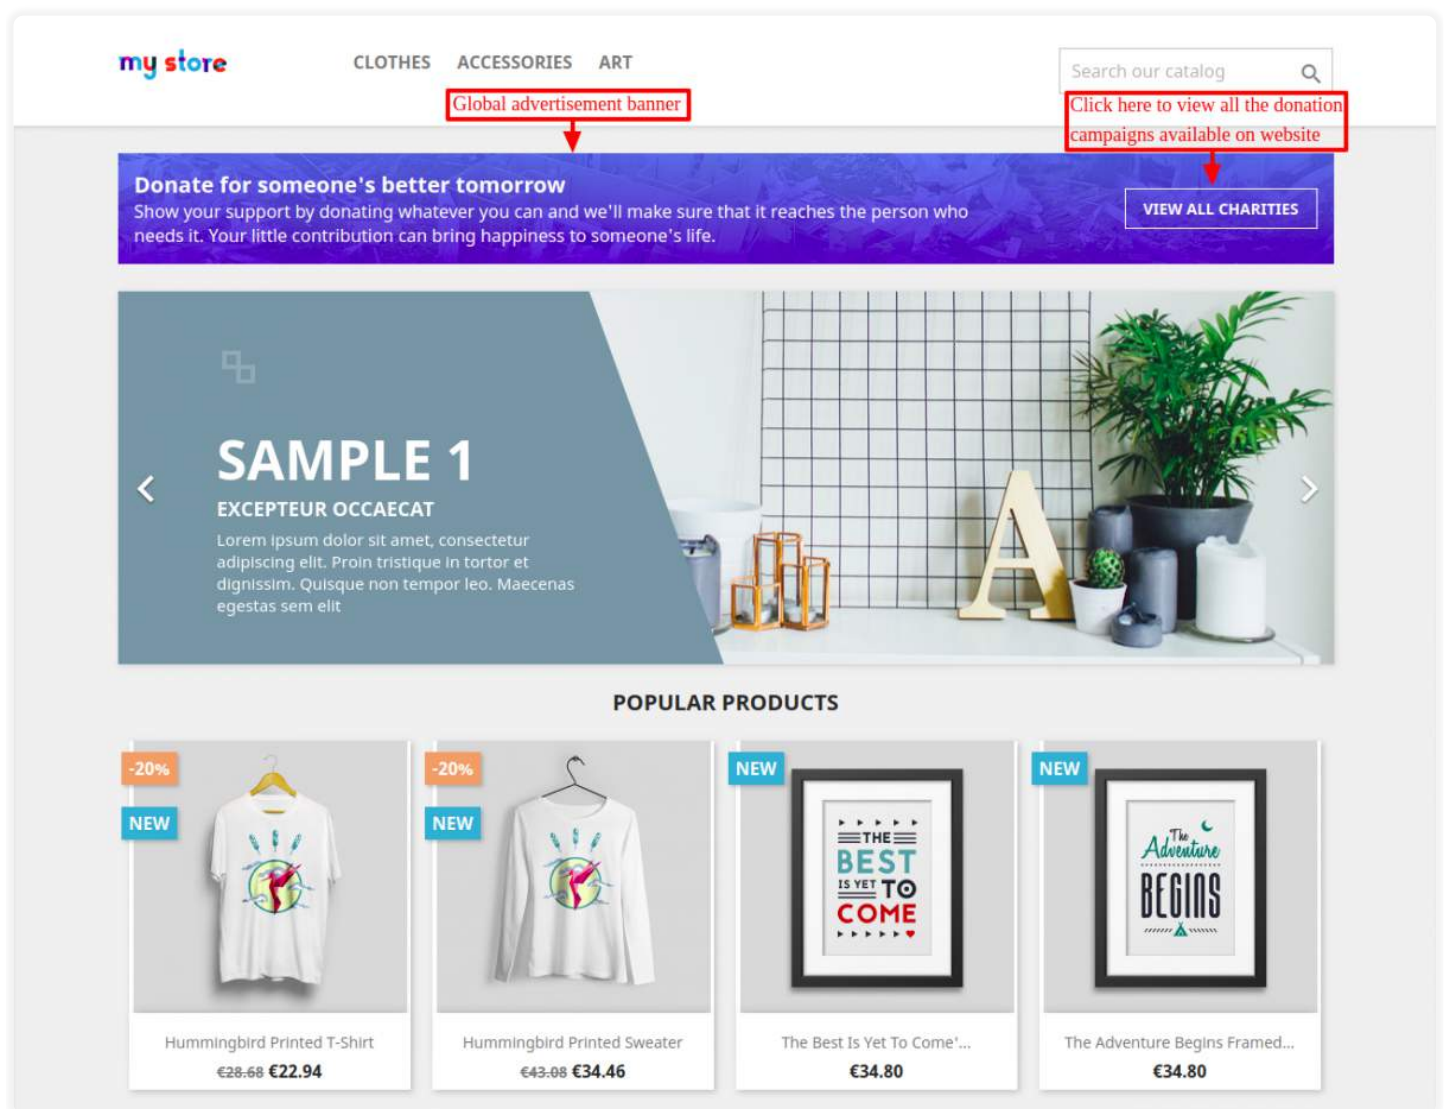 my store
CLOTHES ACCESSORIES ART
Search our catalog
Global advertisement banner
Click here to view all the donation
campaigns available on website
Donate for someone's better tomorrow
Show your support by donating whatever you can and we'll make sure that it reaches the person who
needs it. Your little contribution can bring happiness to someone's life.
VIEW ALL CHARITIES
SAMPLE 1
EXCEPTEUR OCCAECAT
Lorem ipsum dolor sit amet, consectetur
adipiscing elit. Proin tristique in tortor et
dignissim. Quisque non tempor leo. Maecenas
egestas sem elit
A
POPULAR PRODUCTS
-20%
NEW
Hummingbird Printed T-Shirt
€28.68 €22.94
-20%
NEW
Hummingbird Printed Sweater
€43.08 €34.46
NEW
THE
BEST
IS YET TO
COME
The Best Is Yet To Come'...
€34.80
NEW
The
Adventure
BEGINS
The Adventure Begins Framed...
€34.80